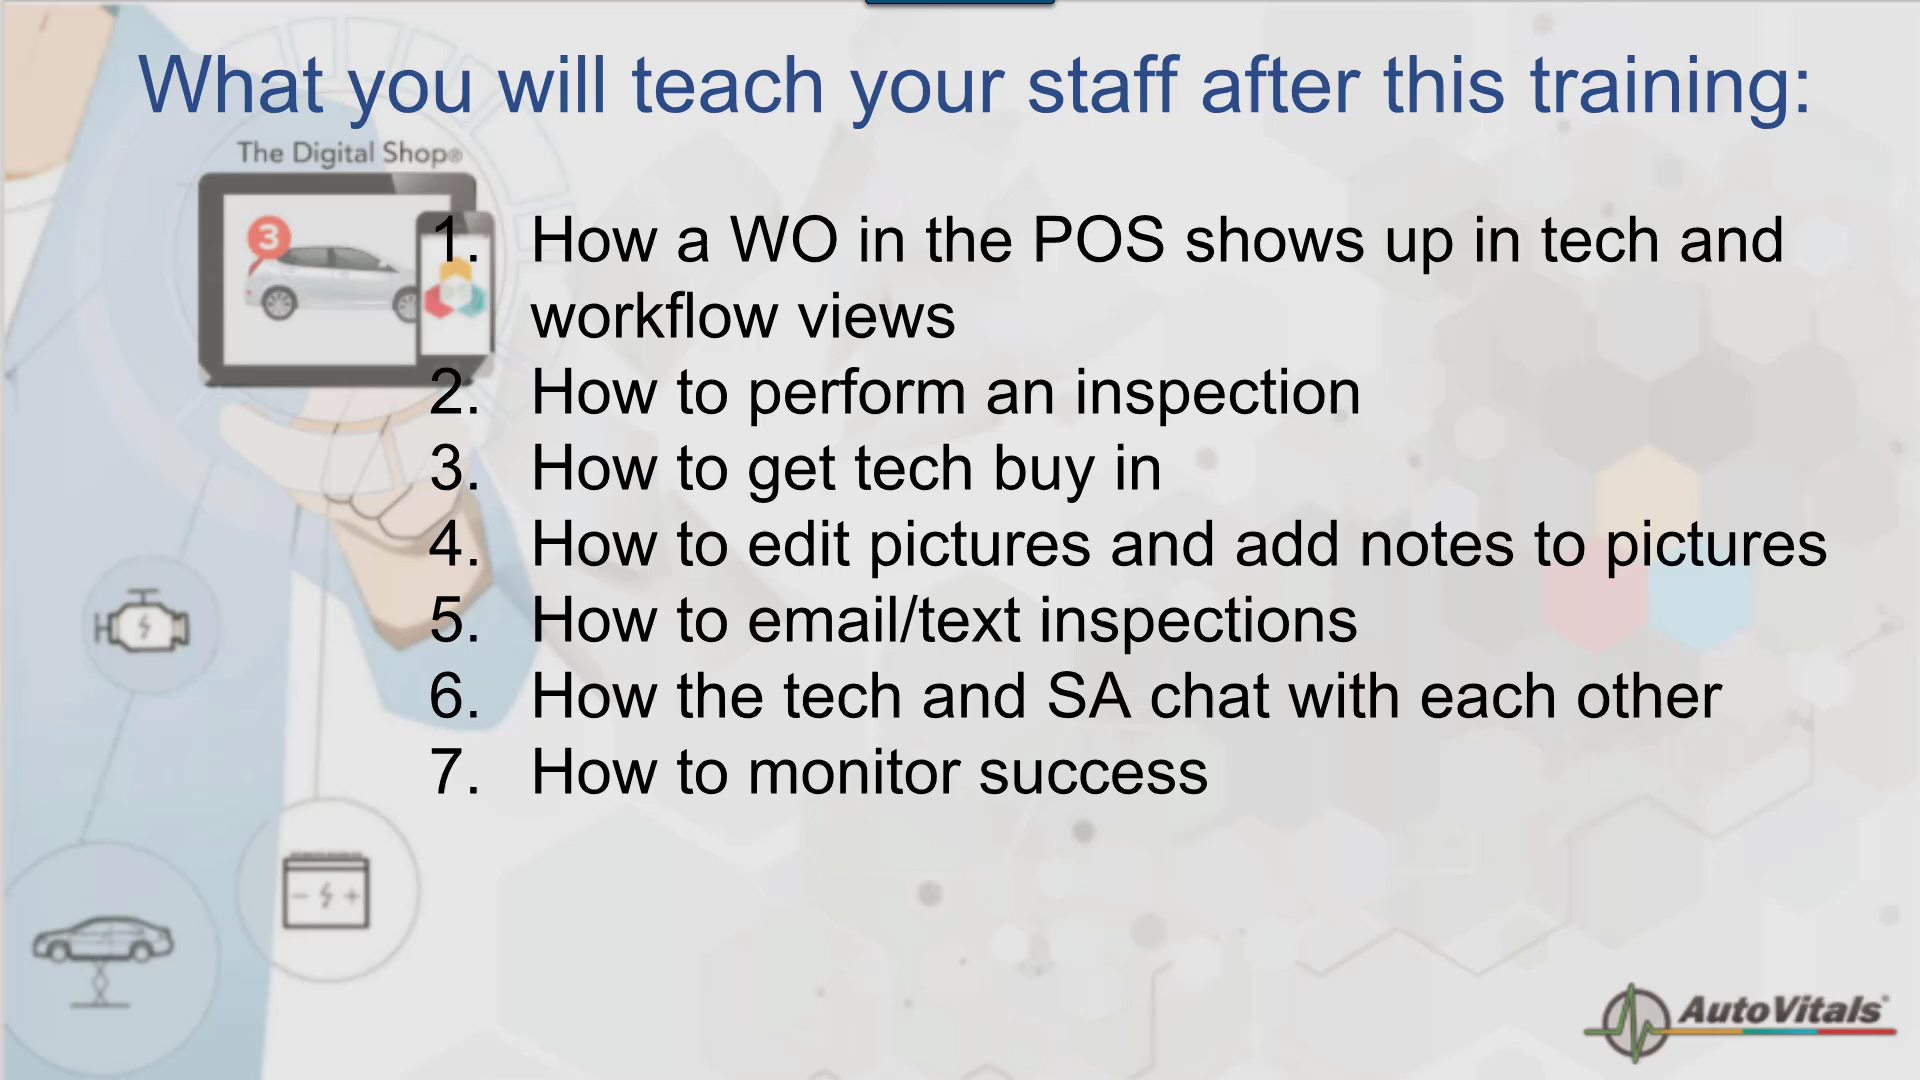 What you will teach your staff after this training:
The Digital Shop®
3
1. How a WO in the POS shows up in tech and
workflow views
2. How to perform an inspection
3. How to get tech buy in
4. How to edit pictures and add notes to pictures
5. How to email/text inspections
6. How the tech and SA chat with each other
7. How to monitor success
- +
AutoVitals®